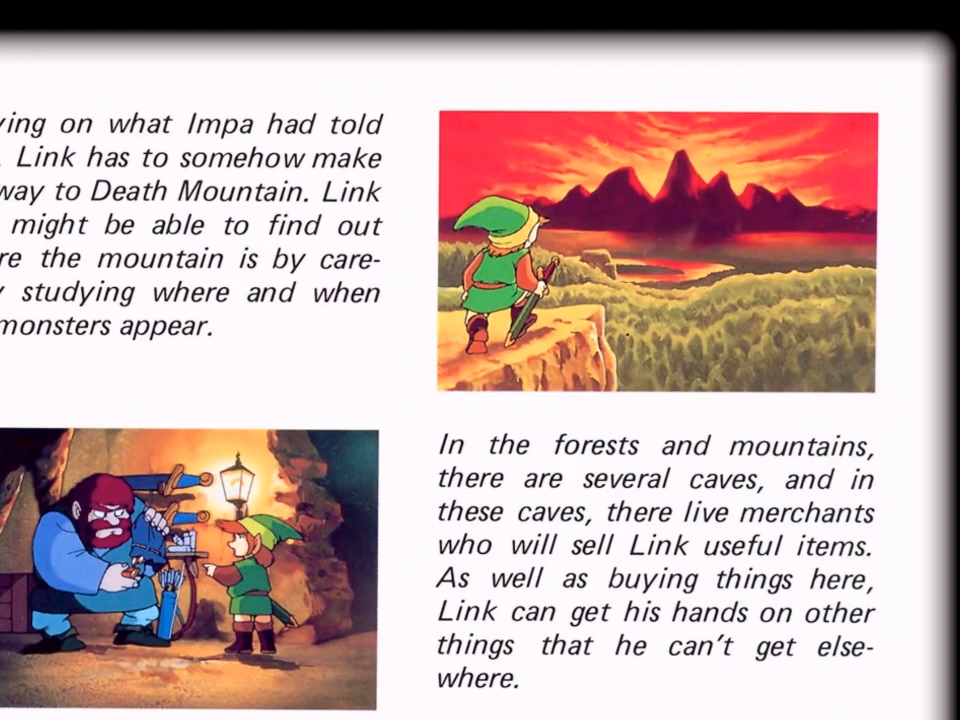 ying on what Impa had told
. Link has to somehow make
way to Death Mountain. Link
might be able to find out
re the mountain is by care-
y studying where and when
monsters appear.
In the forests and mountains,
there are several caves, and in
these caves, there live merchants
who will sell Link useful items.
As well as buying things here,
Link can get his hands on other
things that he can't get else-
where.